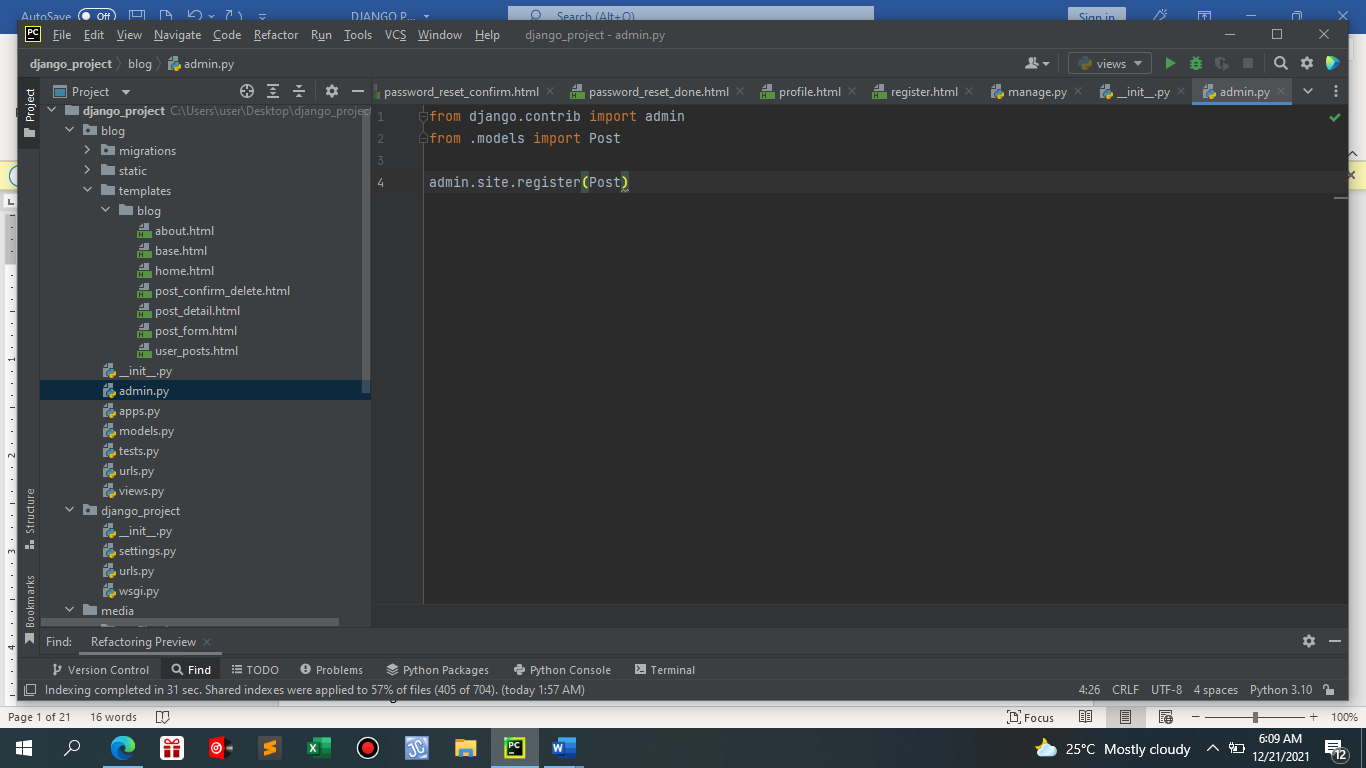 AutoSave Off DJANGO P... Search (Alt+Q) Sign in
PC File Edit View Navigate Code Refactor Run Tools VCS Window Help django_project - admin.py
django_project blog admin.py views
Project password_reset_confirm.html password_reset_done.html profile.html register.html manage.py __init__.py admin.py
Project
django_project C:\Users\user\Desktop\django_project
blog
migrations
static
templates
blog
about.html
base.html
home.html
post_confirm_delete.html
post_detail.html
post_form.html
user_posts.html
__init__.py
admin.py
apps.py
models.py
tests.py
urls.py
views.py
django_project
__init__.py
settings.py
urls.py
wsgi.py
media
1 from django.contrib import admin
2 from .models import Post
3
4 admin.site.register(Post)
Structure
Bookmarks
1
2
3
4
Find: Refactoring Preview
Version Control Find TODO Problems Python Packages Python Console Terminal
Indexing completed in 31 sec. Shared indexes were applied to 57% of files (405 of 704). (today 1:57 AM) 4:26 CRLF UTF-8 4 spaces Python 3.10
Page 1 of 21 16 words Focus 100%
25°C Mostly cloudy 6:09 AM
12/21/2021
12